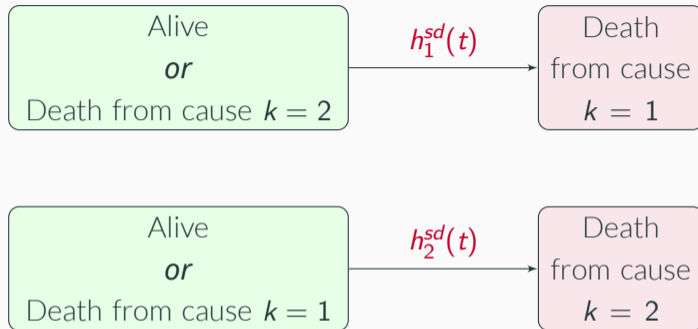 Alive
or
Death from cause k = 2
h₁ˢᵈ(t)
Death
from cause
k = 1
Alive
or
Death from cause k = 1
h₂ˢᵈ(t)
Death
from cause
k = 2